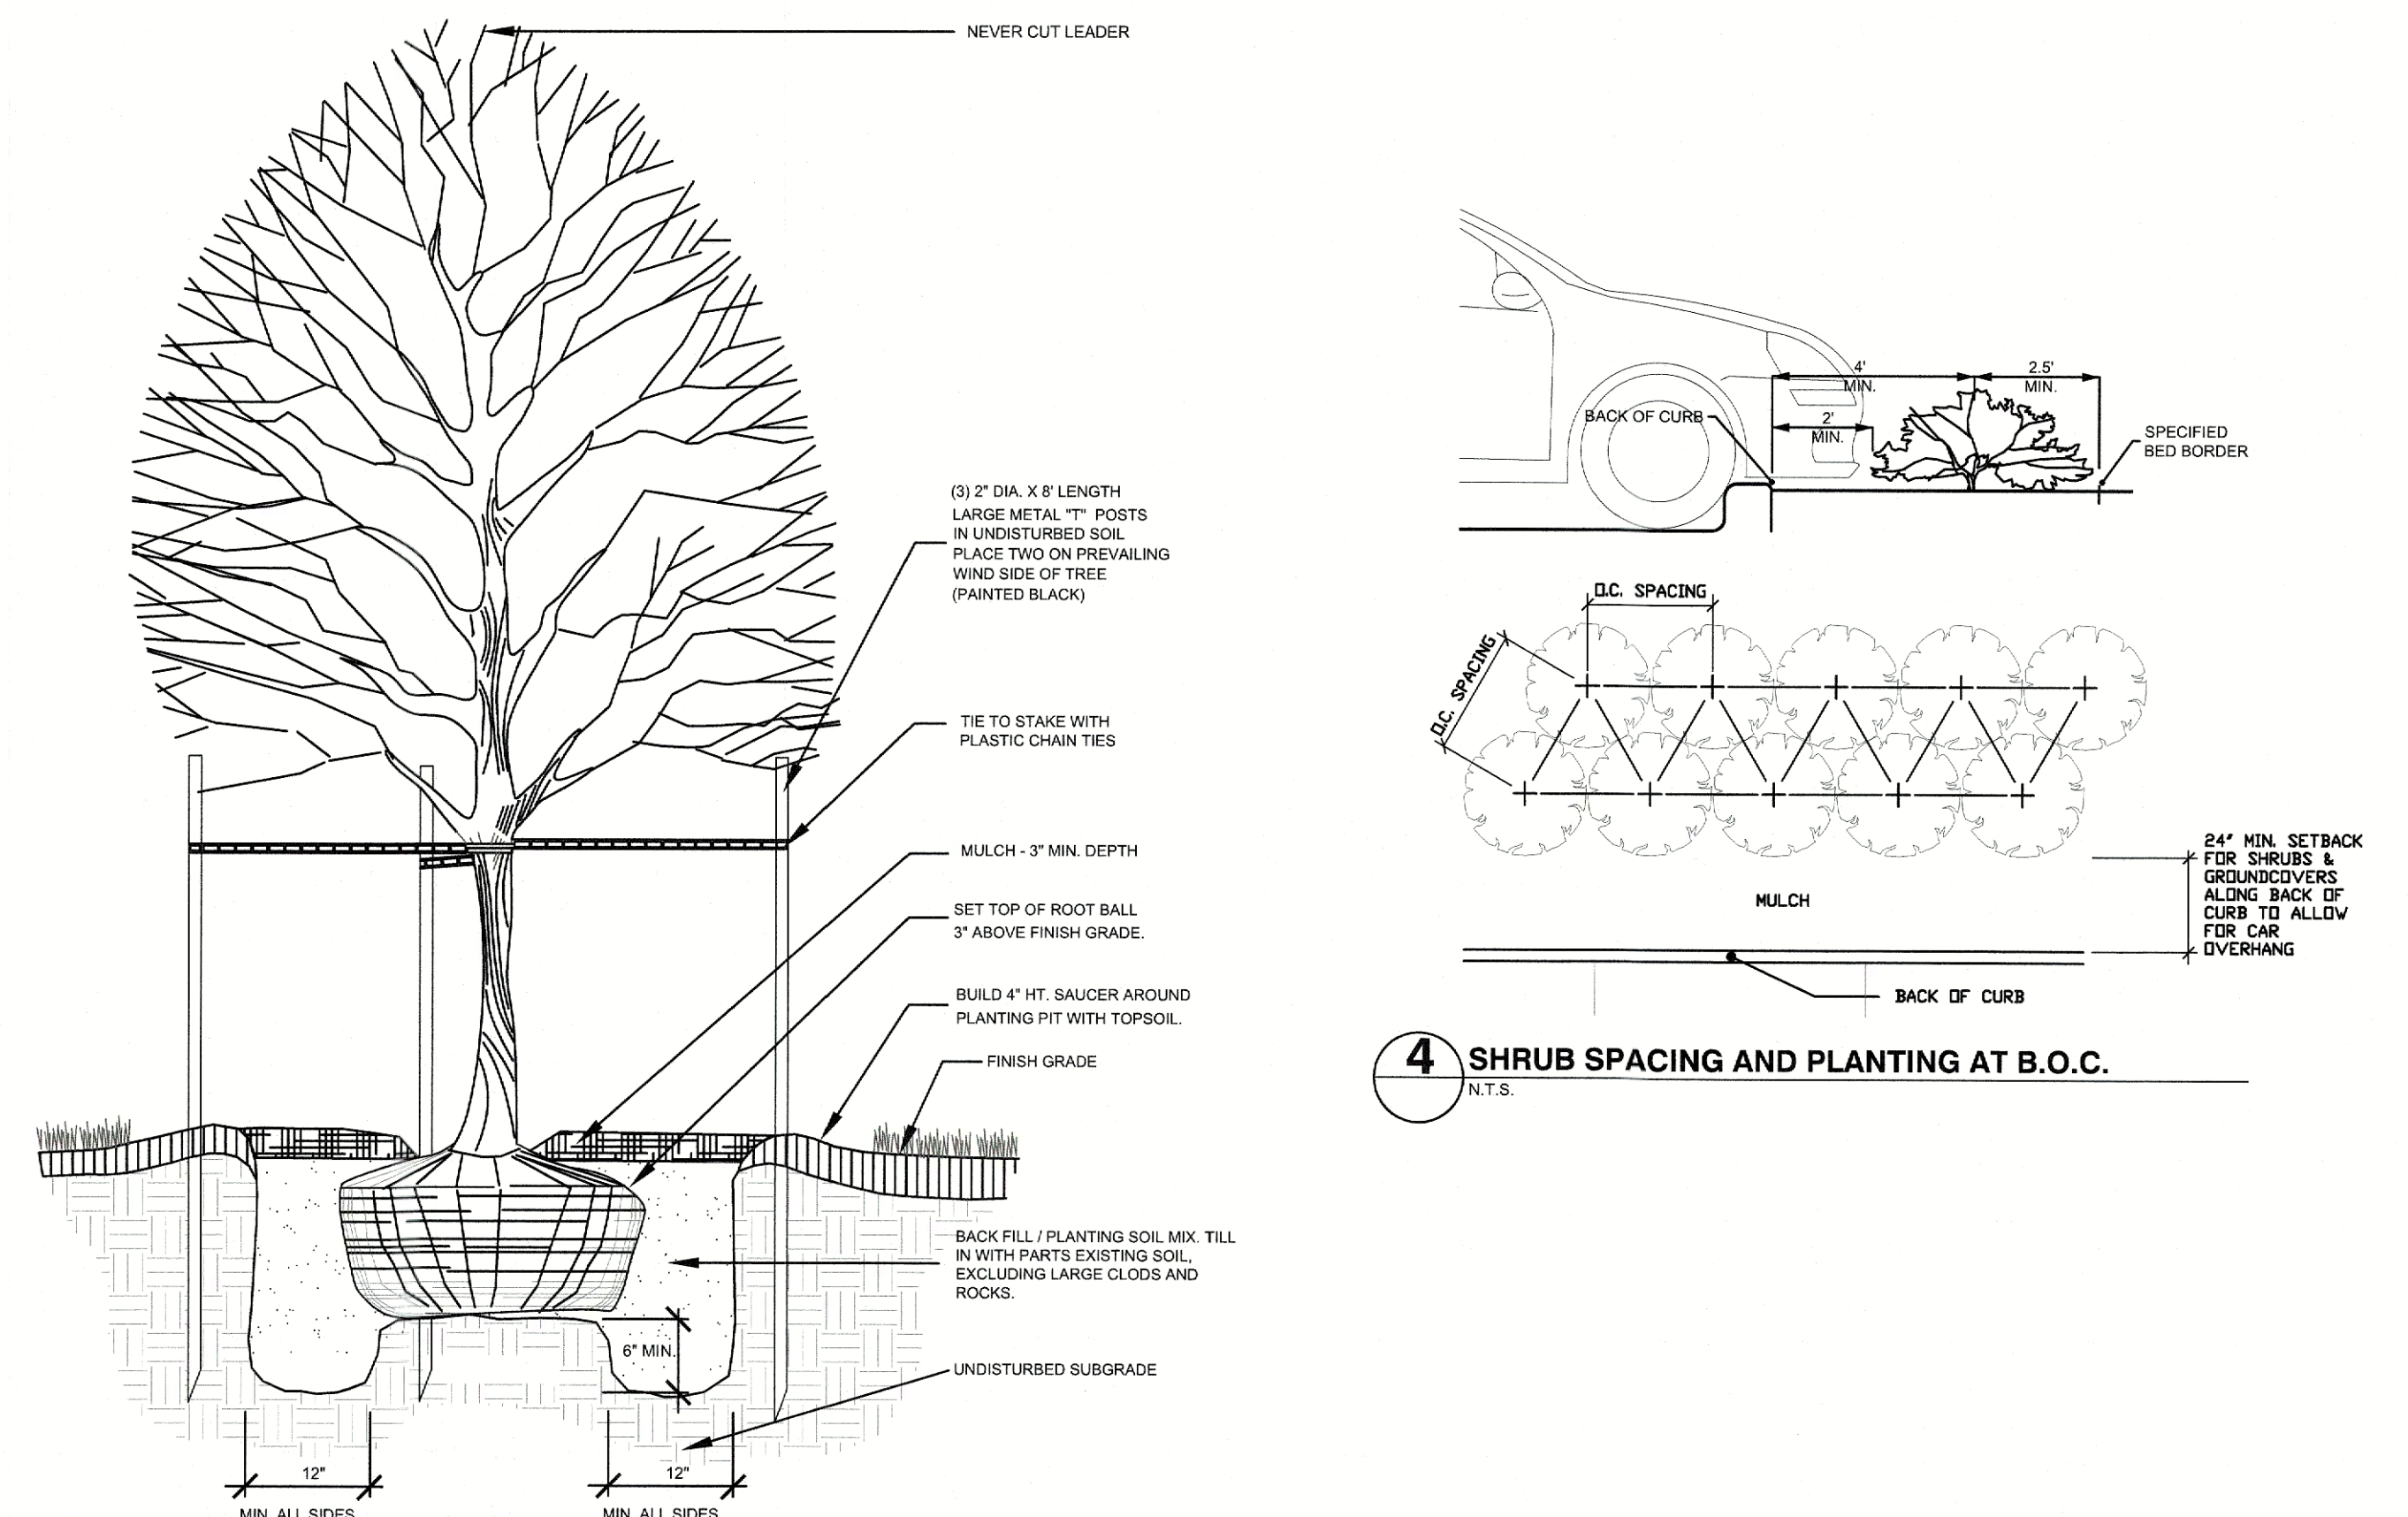 NEVER CUT LEADER
(3) 2" DIA. X 8' LENGTH
LARGE METAL "T" POSTS
IN UNDISTURBED SOIL
PLACE TWO ON PREVAILING
WIND SIDE OF TREE
(PAINTED BLACK)
TIE TO STAKE WITH
PLASTIC CHAIN TIES
MULCH - 3" MIN. DEPTH
SET TOP OF ROOT BALL
3" ABOVE FINISH GRADE.
BUILD 4" HT. SAUCER AROUND
PLANTING PIT WITH TOPSOIL.
FINISH GRADE
BACK FILL / PLANTING SOIL MIX. TILL
IN WITH PARTS EXISTING SOIL,
EXCLUDING LARGE CLODS AND
ROCKS.
6" MIN.
UNDISTURBED SUBGRADE
12"
MIN. ALL SIDES
12"
MIN. ALL SIDES
4'
MIN.
2.5'
MIN.
BACK OF CURB
2'
MIN.
SPECIFIED
BED BORDER
O.C. SPACING
O.C. SPACING
24" MIN. SETBACK
FOR SHRUBS &
GROUNDCOVERS
ALONG BACK OF
CURB TO ALLOW
FOR CAR
OVERHANG
MULCH
BACK OF CURB
4
SHRUB SPACING AND PLANTING AT B.O.C.
N.T.S.